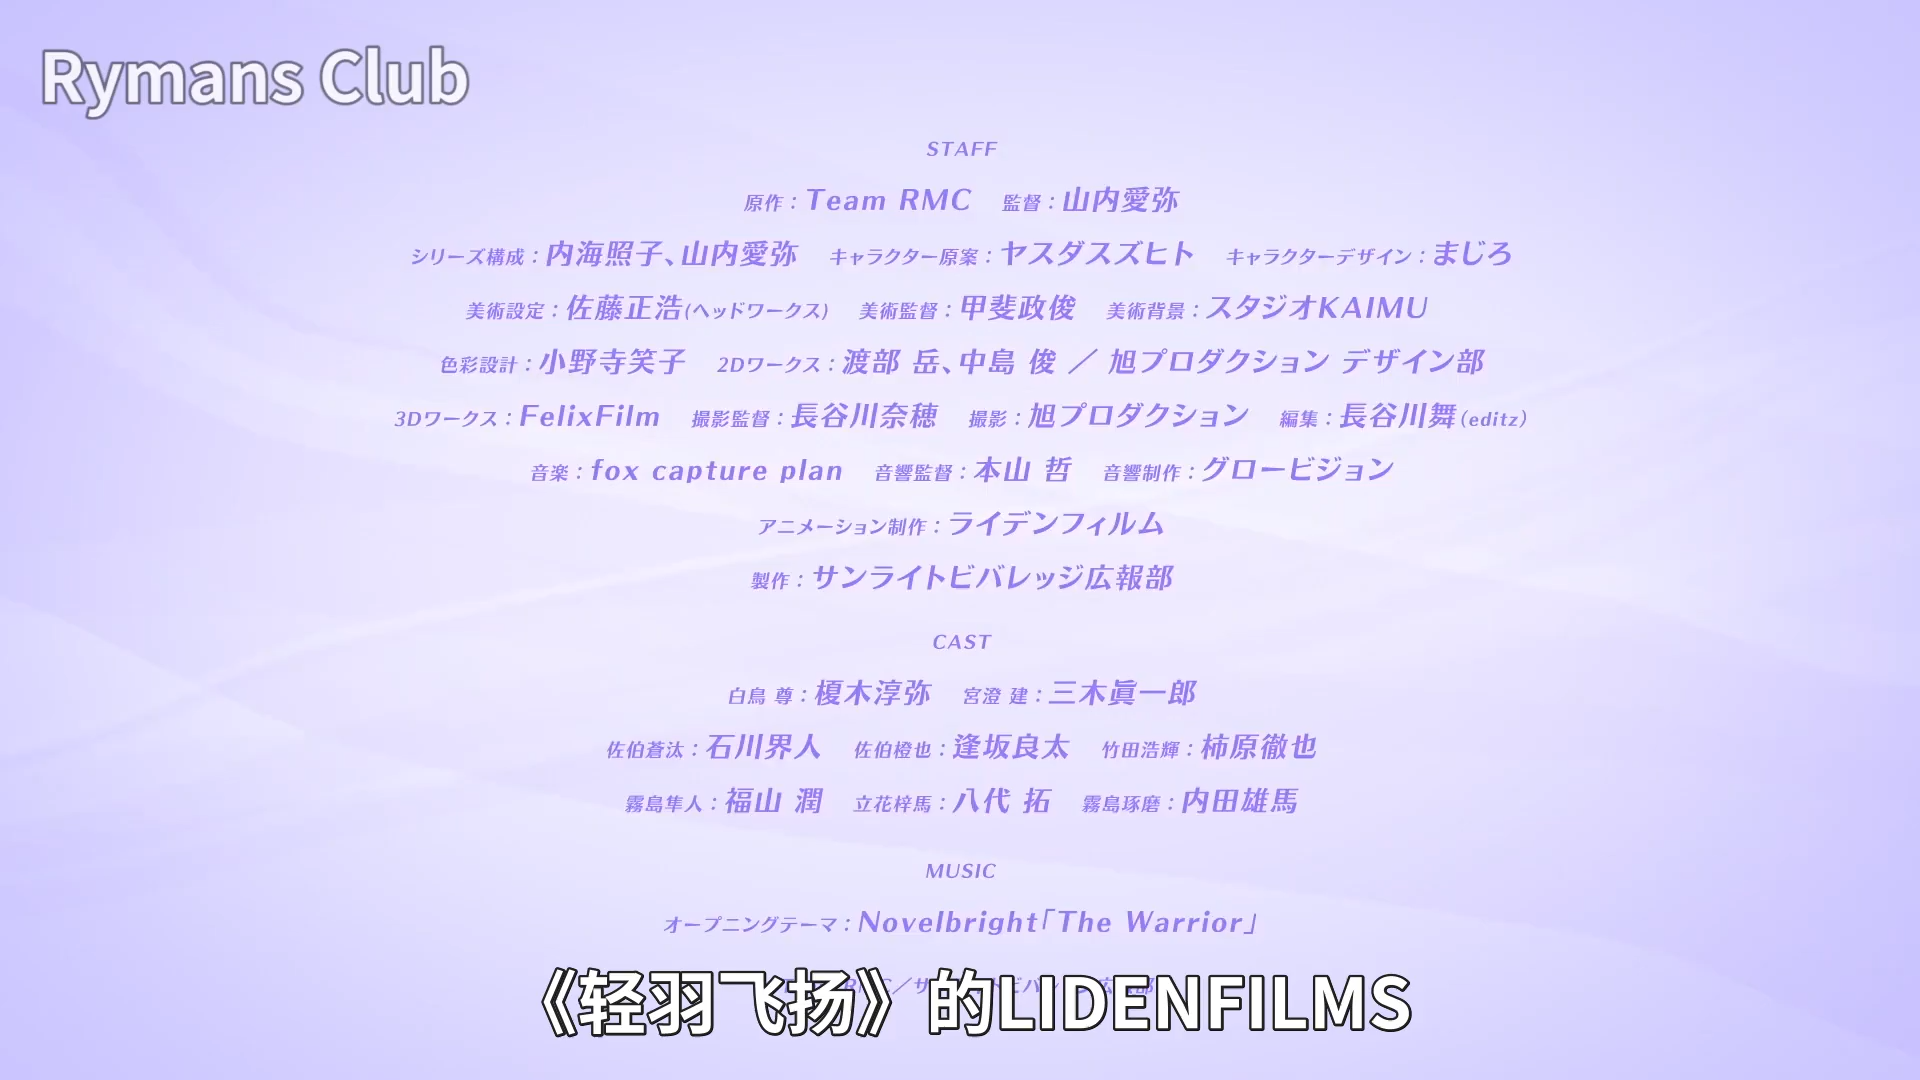 Rymans Club
STAFF
原作：Team RMC 監督：山内愛弥
シリーズ構成：内海照子、山内愛弥 キャラクター原案：ヤスダスズヒト キャラクターデザイン：まじろ
美術設定：佐藤正浩(ヘッドワークス) 美術監督：甲斐政俊 美術背景：スタジオKAIMU
色彩設計：小野寺笑子 2Dワークス：渡部 岳、中島 俊 ／ 旭プロダクション デザイン部
3Dワークス：FelixFilm 撮影監督：長谷川奈穂 撮影：旭プロダクション 編集：長谷川舞（editz）
音楽：fox capture plan 音響監督：本山 哲 音響制作：グロービジョン
アニメーション制作：ライデンフィルム
製作：サンライトビバレッジ広報部
CAST
白鳥 尊：榎木淳弥 宮澄 建：三木眞一郎
佐伯蒼汰：石川界人 佐伯橙也：逢坂良太 竹田浩輝：柿原徹也
霧島隼人：福山 潤 立花梓馬：八代 拓 霧島琢磨：内田雄馬
MUSIC
オープニングテーマ：Novelbright「The Warrior」
《轻羽飞扬》的LIDENFILMS